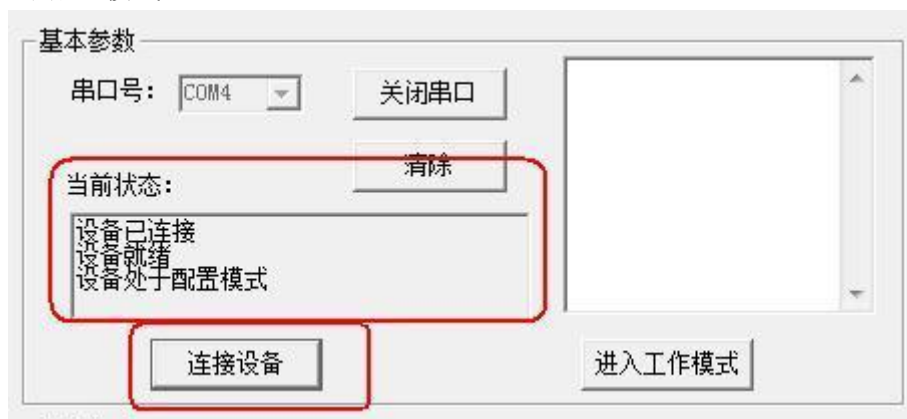 基本参数
串口号: COM4 关闭串口
清除
当前状态:
设备已连接
设备就绪
设备处于配置模式
连接设备 进入工作模式